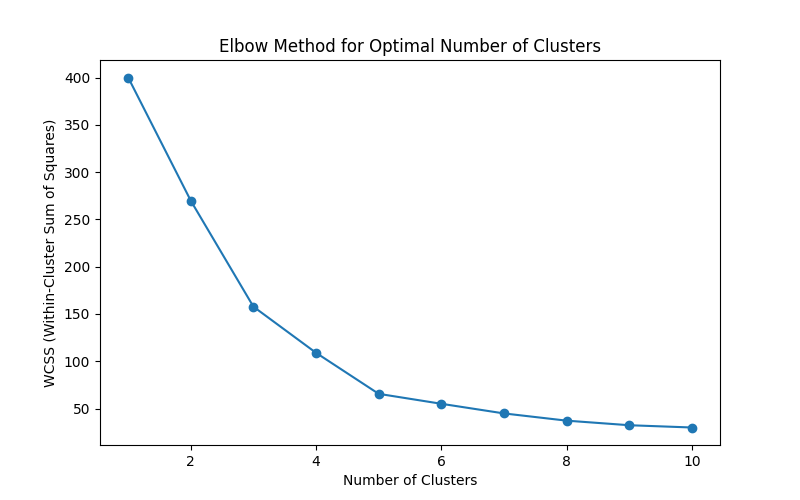 Elbow Method for Optimal Number of Clusters
WCSS (Within-Cluster Sum of Squares)
400
350
300
250
200
150
100
50
2 4 6 8 10
Number of Clusters